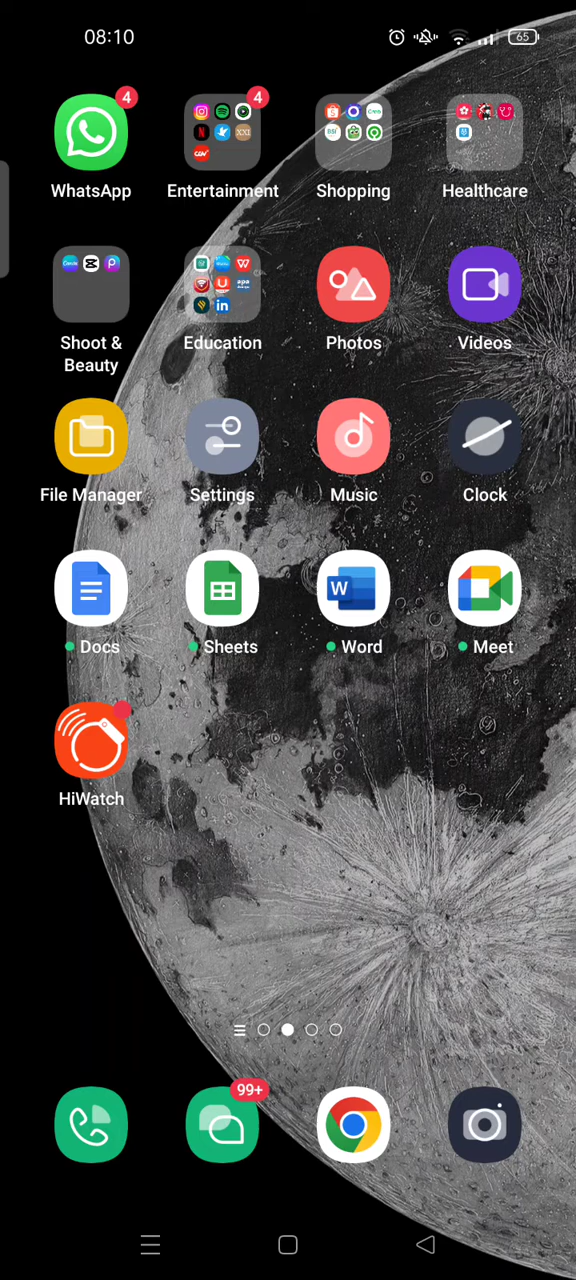 08:10
65
4
4
WhatsApp
Entertainment
Shopping
Healthcare
Shoot &
Beauty
Education
Photos
Videos
File Manager
Settings
Music
Clock
Docs
Sheets
W
Word
Meet
HiWatch
99+